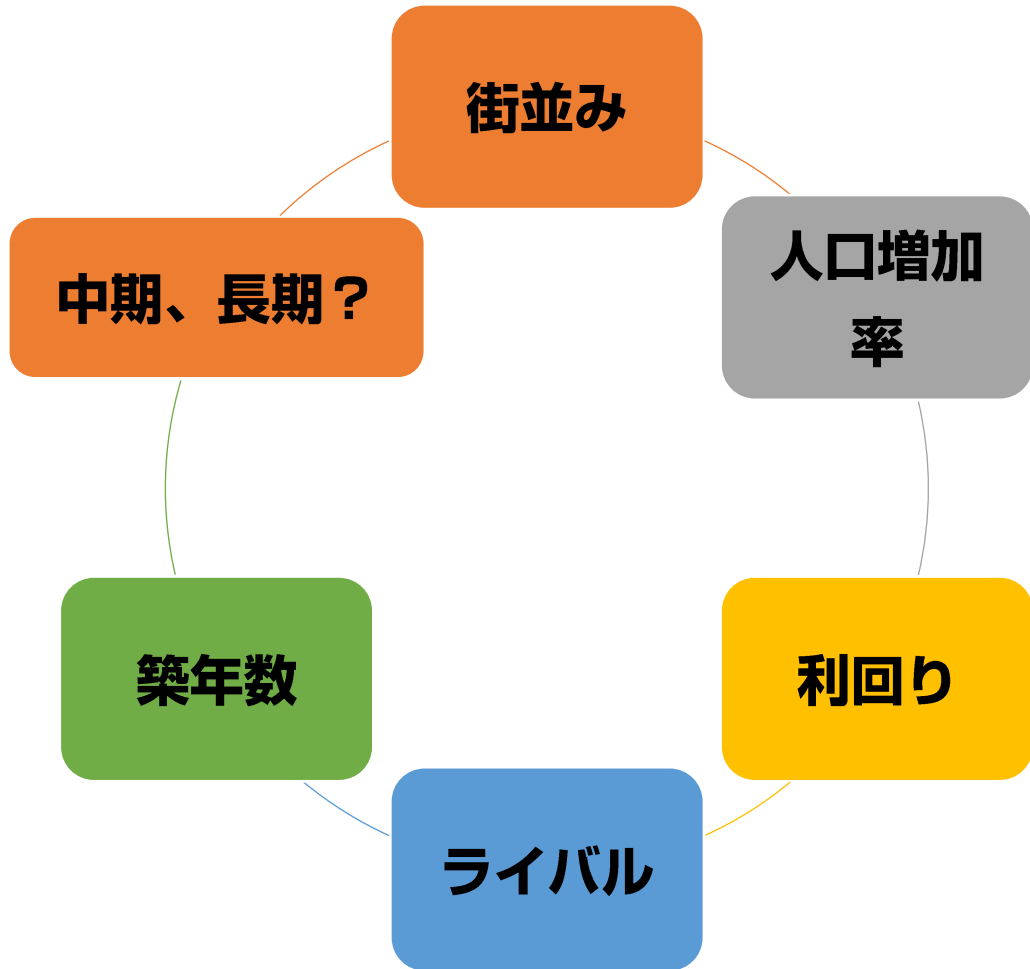 街並み
人口増加
率
中期、長期？
築年数
利回り
ライバル